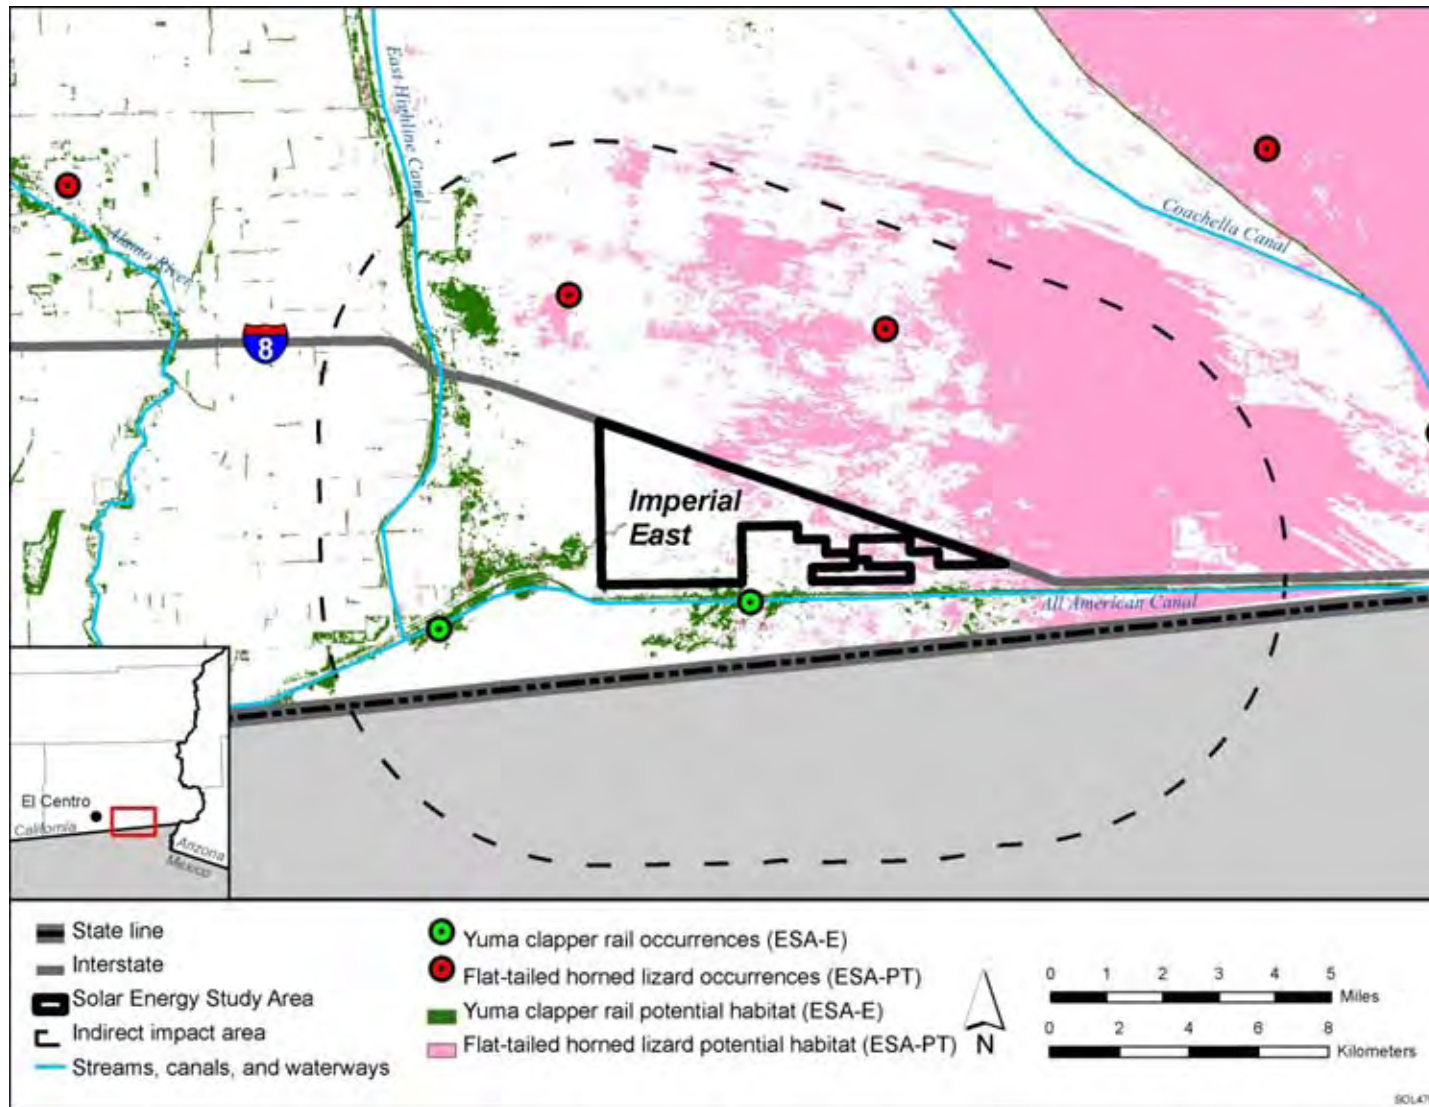 East Highline Canal
Coachella Canal
Alamo River
8
Imperial
East
All American Canal
El Centro
California
Arizona
Mexico
State line
Interstate
Solar Energy Study Area
Indirect impact area
Streams, canals, and waterways
Yuma clapper rail occurrences (ESA-E)
Flat-tailed horned lizard occurrences (ESA-PT)
Yuma clapper rail potential habitat (ESA-E)
Flat-tailed horned lizard potential habitat (ESA-PT)
N
0 1 2 3 4 5
Miles
0 2 4 6 8
Kilometers